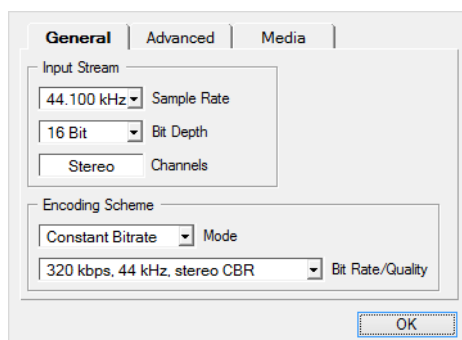 General Advanced Media
Input Stream
44.100 kHz Sample Rate
16 Bit Bit Depth
Stereo Channels
Encoding Scheme
Constant Bitrate Mode
320 kbps, 44 kHz, stereo CBR Bit Rate/Quality
OK